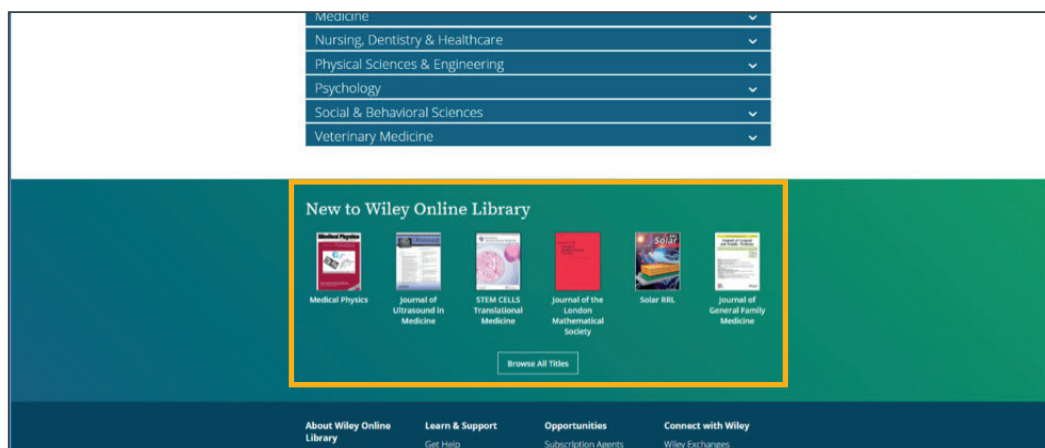 Medicine
Nursing, Dentistry & Healthcare
Physical Sciences & Engineering
Psychology
Social & Behavioral Sciences
Veterinary Medicine
New to Wiley Online Library
Medical Physics
Solar
Medical Physics
Journal of
Ultrasound in
Medicine
STEM CELLS
Translational
Medicine
Journal of the
London
Mathematical
Society
Solar RRL
Journal of
General Family
Medicine
Browse All Titles
About Wiley Online
Library
Learn & Support
Get Help
Opportunities
Subscription Agents
Connect with Wiley
Wiley Exchanges